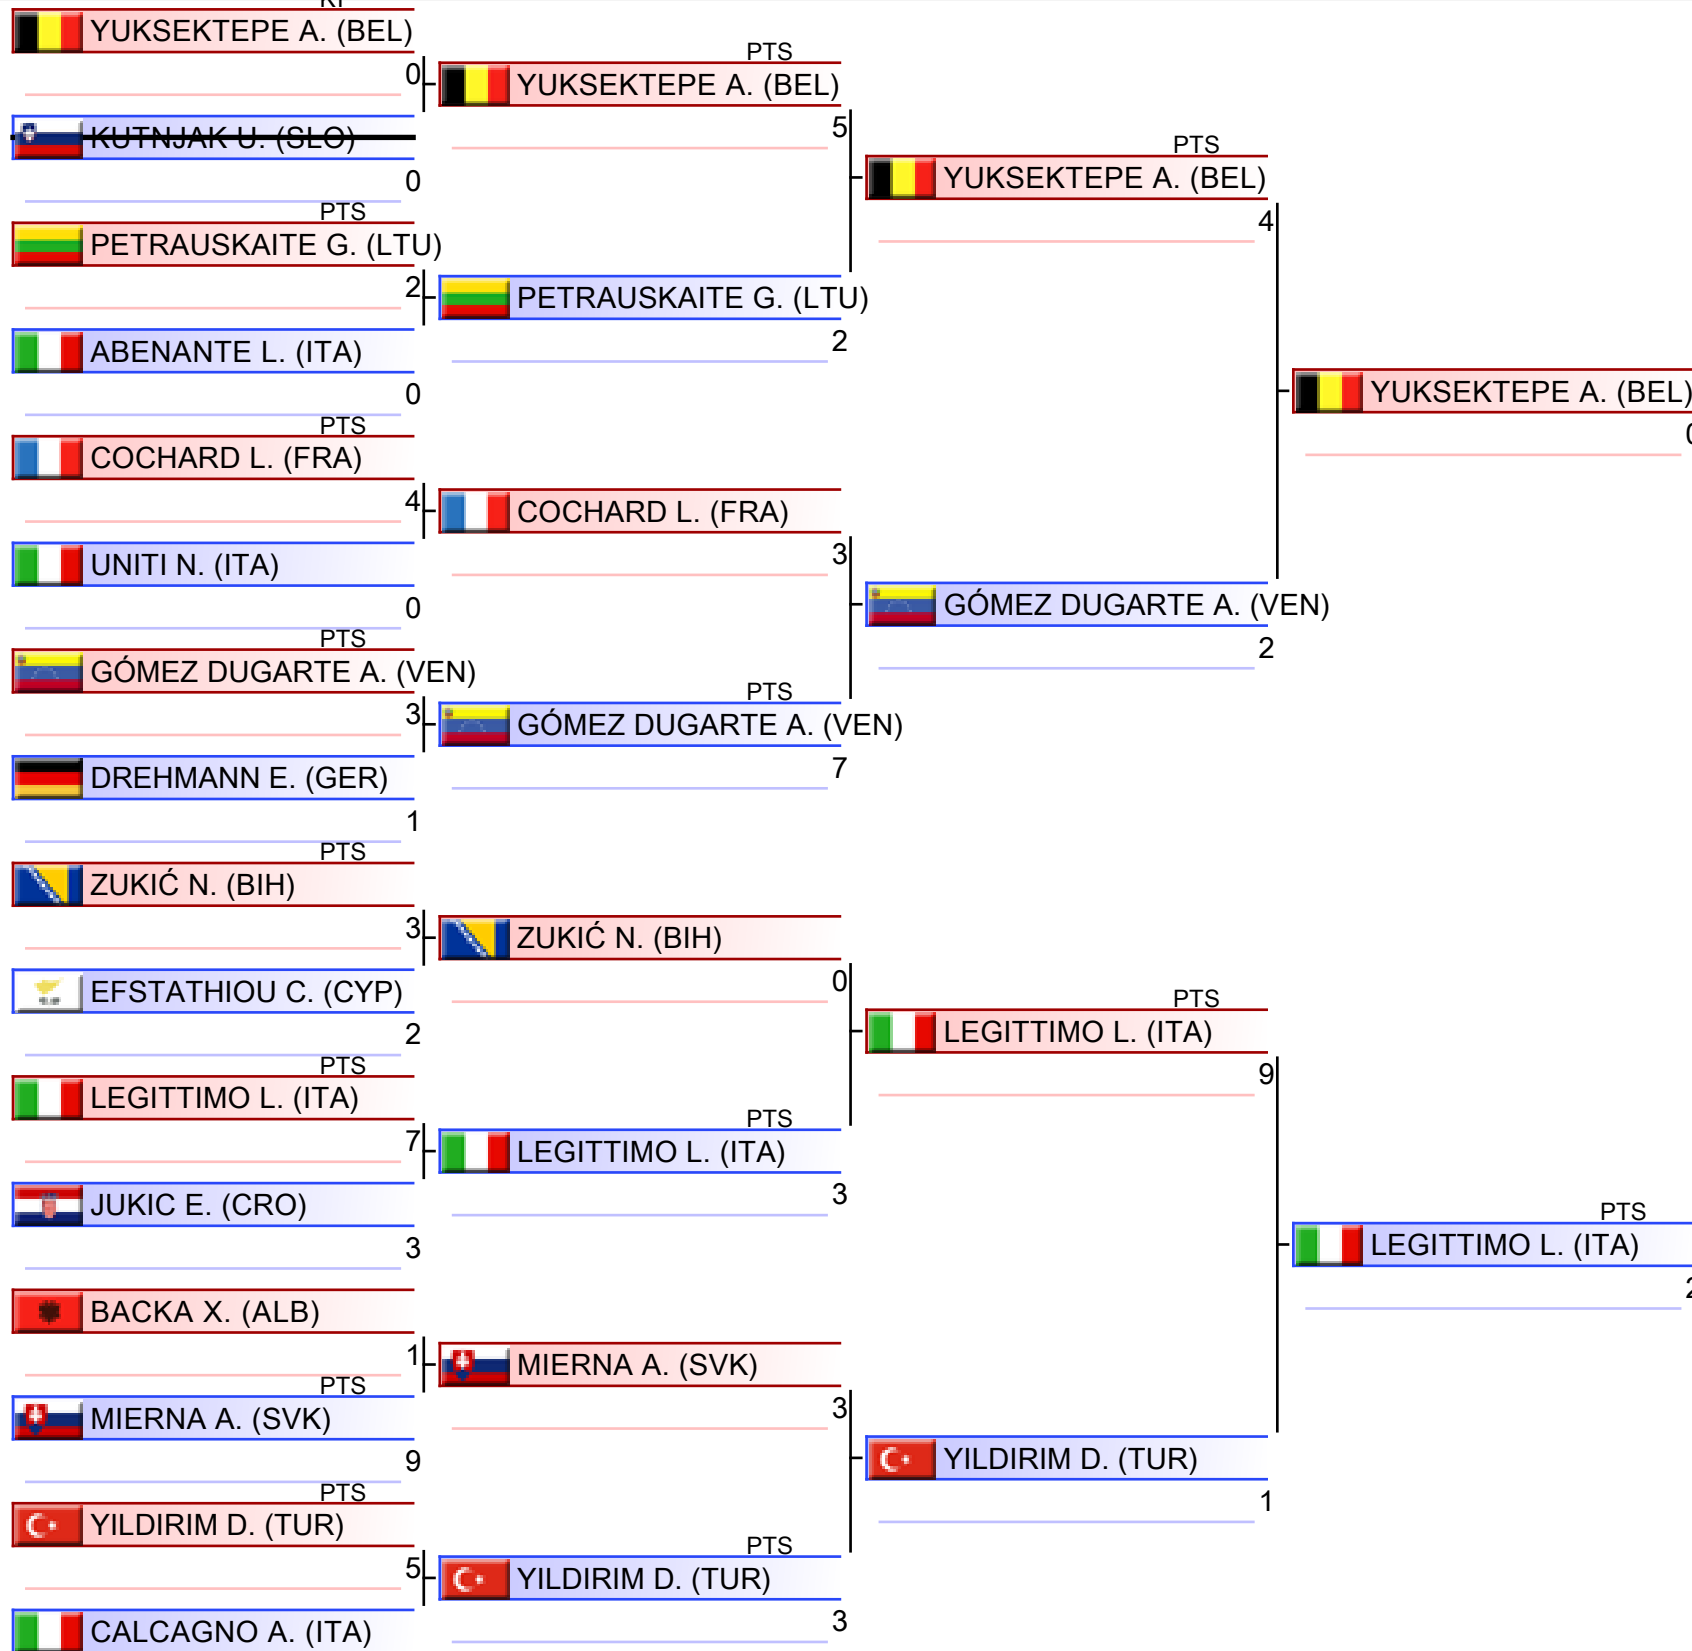 YUKSEKTEPE A. (BEL)
0
KUTNJAK U. (SLO)
0
PTS
PETRAUSKAITE G. (LTU)
2
ABENANTE L. (ITA)
0
PTS
COCHARD L. (FRA)
4
UNITI N. (ITA)
0
PTS
GÓMEZ DUGARTE A. (VEN)
3
DREHMANN E. (GER)
1
PTS
ZUKIĆ N. (BIH)
3
EFSTATHIOU C. (CYP)
2
PTS
LEGITTIMO L. (ITA)
7
JUKIC E. (CRO)
3
BACKA X. (ALB)
1
PTS
MIERNA A. (SVK)
9
PTS
YILDIRIM D. (TUR)
5
CALCAGNO A. (ITA)
PTS
YUKSEKTEPE A. (BEL)
5
PETRAUSKAITE G. (LTU)
2
COCHARD L. (FRA)
3
PTS
GÓMEZ DUGARTE A. (VEN)
7
ZUKIĆ N. (BIH)
0
PTS
LEGITTIMO L. (ITA)
3
MIERNA A. (SVK)
3
PTS
YILDIRIM D. (TUR)
3
PTS
YUKSEKTEPE A. (BEL)
4
GÓMEZ DUGARTE A. (VEN)
2
PTS
LEGITTIMO L. (ITA)
9
YILDIRIM D. (TUR)
1
YUKSEKTEPE A. (BEL)
0
PTS
LEGITTIMO L. (ITA)
2